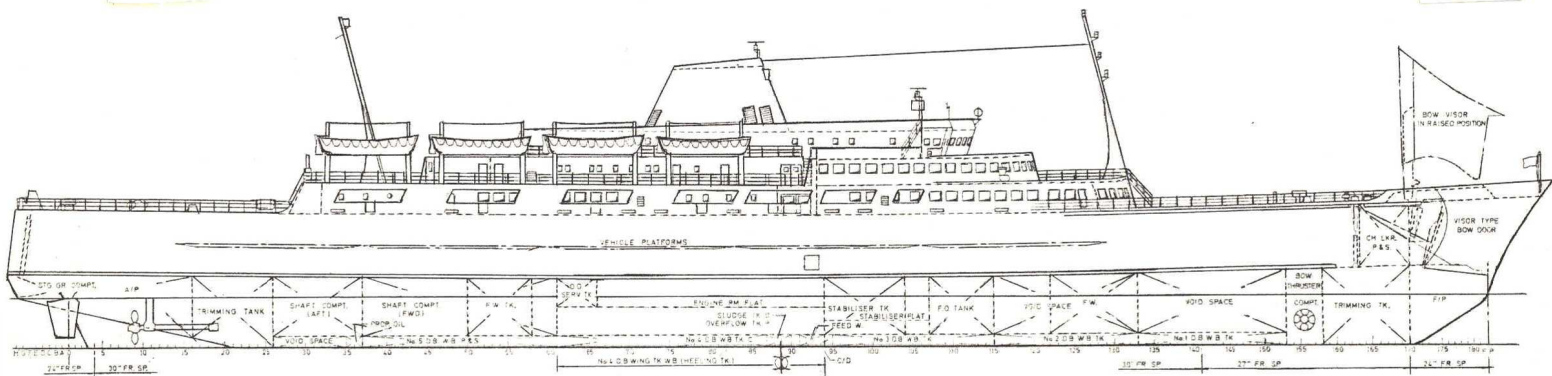 BOW VISOR
IN RAISED POSITION
VISOR TYPE
BOW DOOR
VEHICLE PLATFORMS
CH. LKR.
P.& S.
STG GR COMPT.
A/P
TRIMMING TANK
SHAFT COMPT.
(AFT)
SHAFT COMPT.
(FWD)
F.W. TK.
D.O.
SERV. TK
ENGINE RM FLAT
STABILISER TK
STABILISER FLAT
F.O. TANK
VOID SPACE
F.W.
VOID SPACE
BOW
THRUSTER
COMPT.
TRIMMING TK.
F/P
PROP. OIL
SLUDGE TK.
OVERFLOW TK.
FEED W.
VOID SPACE
No 5 D.B. W.B. P & S
No 4 D.B. W.B. TK C
No 3 D.B. W.B. TK
No 2 D.B. W.B. TK
No 1 D.B. W.B. TK
5 10 15 20 25 30 35 40 45 50 55 60 65 70 75 80 85 90 95 100 105 110 115 120 125 130 135 140 145 150 155 160 165 170 175 180
No 4 D.B. WING TK W.B. (HEELING TK.)
C/D
24" FR. SP.
30" FR. SP.
30" FR. SP.
27" FR. SP.
24" FR. SP.